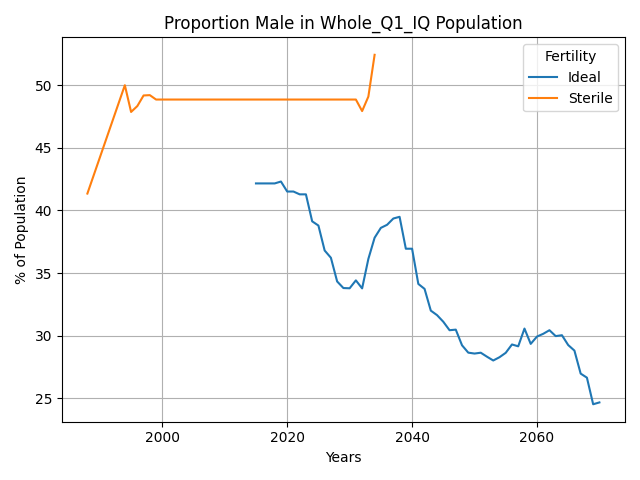 Proportion Male in Whole_Q1_IQ Population
Fertility
Ideal
Sterile
% of Population
50
45
40
35
30
25
2000
2020
2040
2060
Years